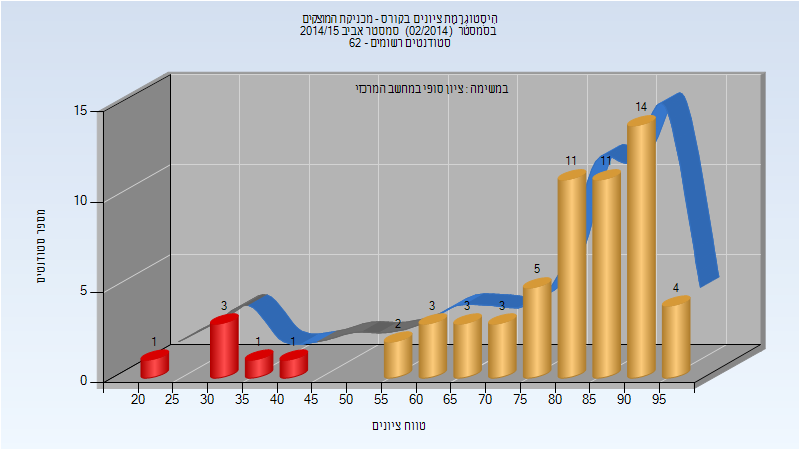 היסטוגרמת ציונים בקורס - מכניקת המוצקים
בסמסטר (02/2014) סמסטר אביב 2014/15
סטודנטים רשומים - 62
במשימה : ציון סופי במחשב המרכזי
מספר סטודנטים
15
10
5
0
1
3
1
1
2
3
3
3
5
11
11
14
4
20 25 30 35 40 45 50 55 60 65 70 75 80 85 90 95
טווח ציונים